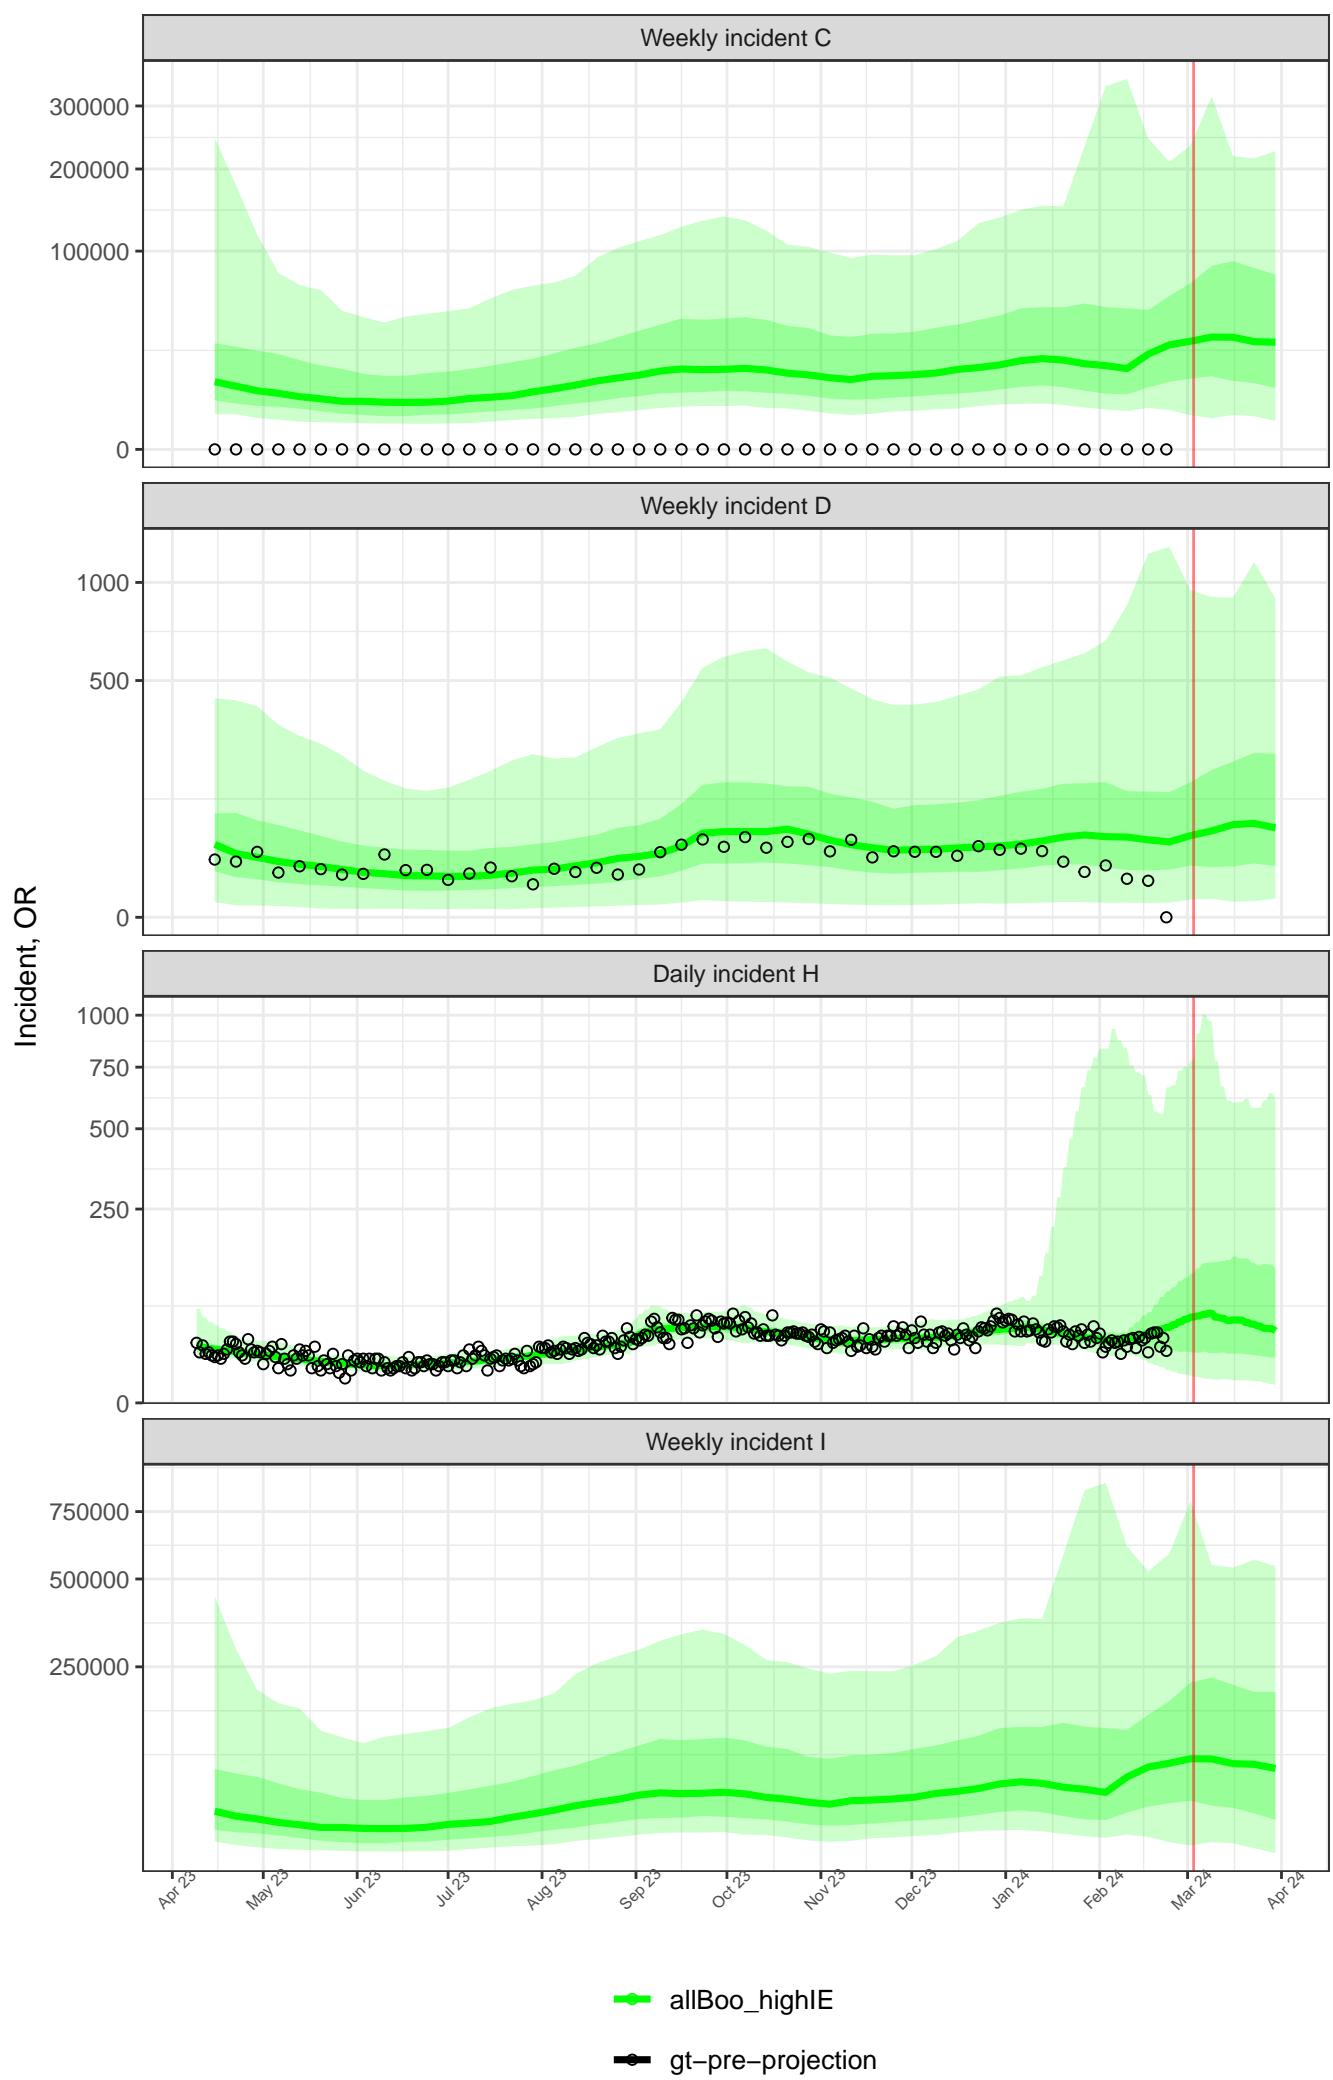 Weekly incident C
300000
200000
100000
0
Weekly incident D
1000
500
0
Incident, OR
Daily incident H
1000
750
500
250
0
Weekly incident I
750000
500000
250000
Apr 23 May 23 Jun 23 Jul 23 Aug 23 Sep 23 Oct 23 Nov 23 Dec 23 Jan 24 Feb 24 Mar 24 Apr 24
allBoo_highIE
gt−pre−projection